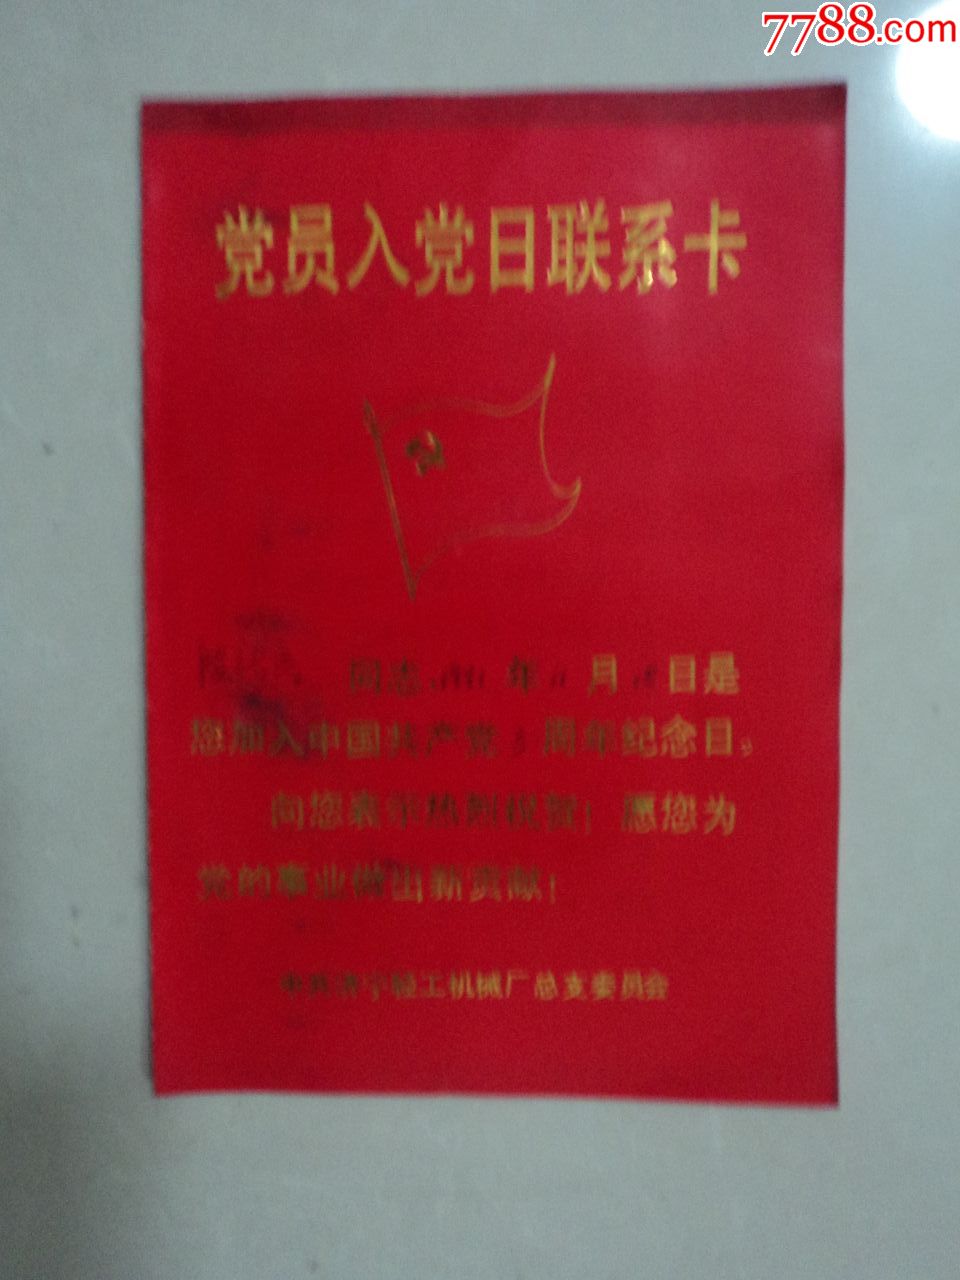 7788.com
党员入党日联系卡
同志 年 月 日是
您加入中国共产党 周年纪念日。
向您表示热烈祝贺！愿您为
党的事业做出新贡献！
中共济宁轻工机械厂总支委员会